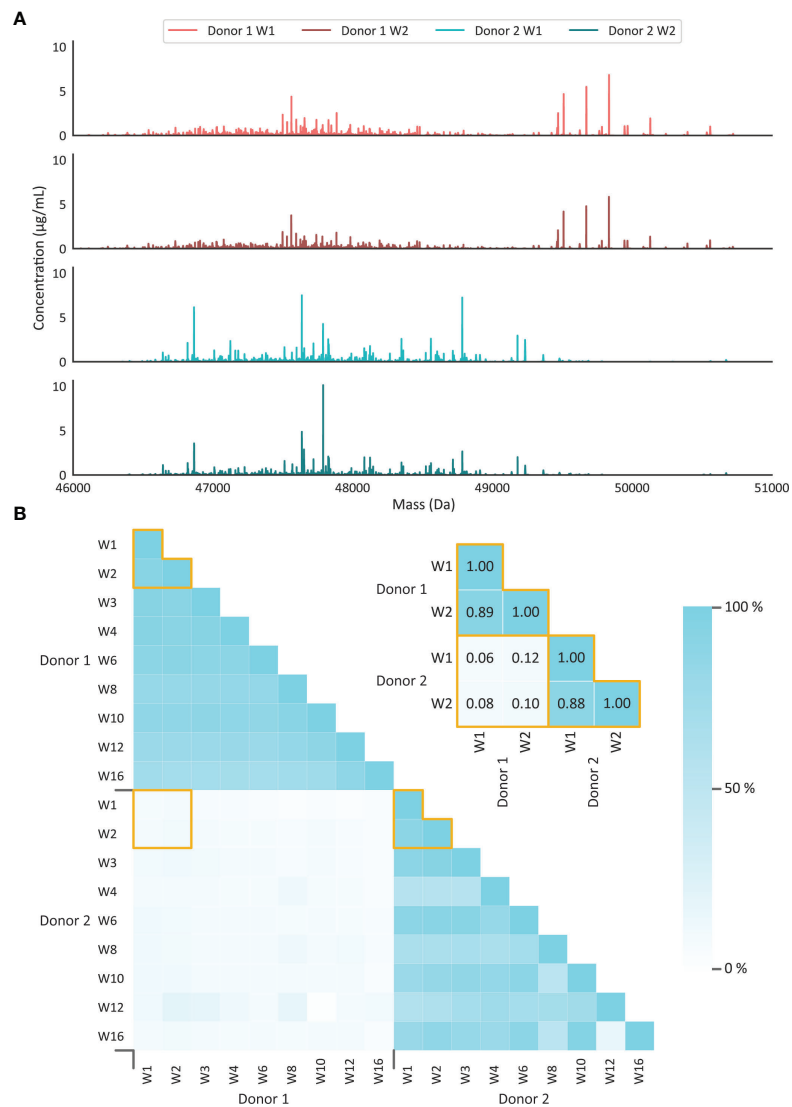 A
Donor 1 W1 Donor 1 W2 Donor 2 W1 Donor 2 W2
Concentration (µg/mL)
10
5
0
10
5
0
10
5
0
10
5
0
46000 47000 48000 49000 50000 51000
Mass (Da)
B
Donor 1
W1
W2
W3
W4
W6
W8
W10
W12
W16
Donor 2
W1
W2
W3
W4
W6
W8
W10
W12
W16
W1 W2 W3 W4 W6 W8 W10 W12 W16 W1 W2 W3 W4 W6 W8 W10 W12 W16
Donor 1 Donor 2
Donor 1
W1 1.00
W2 0.89 1.00
Donor 2
W1 0.06 0.12 1.00
W2 0.08 0.10 0.88 1.00
W1 W2 W1 W2
Donor 1 Donor 2
100 %
50 %
0 %